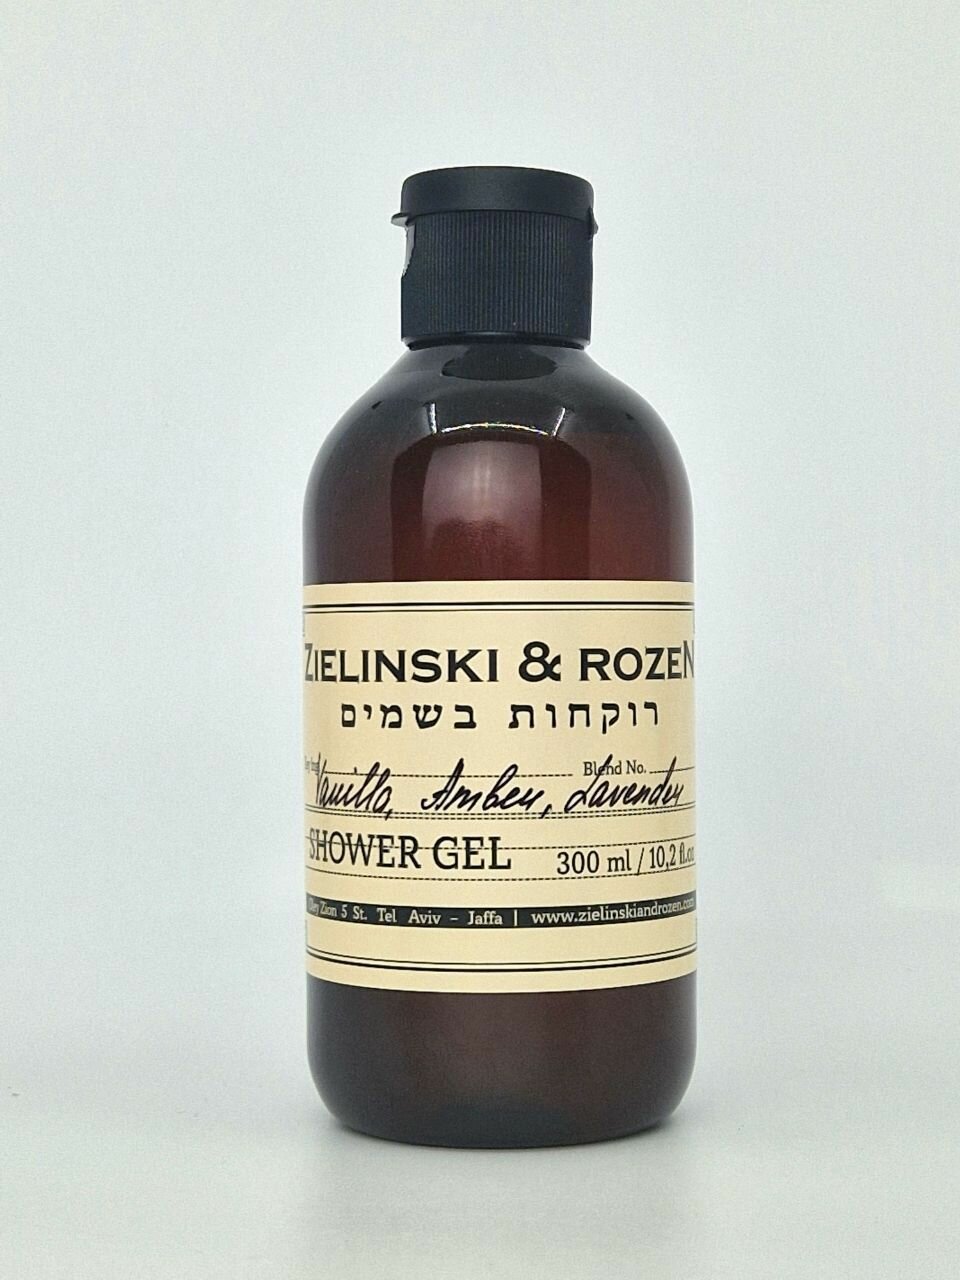 ZIELINSKI & ROZEN
רוקחות בשמים
Blend No.
Vanilla, Amber, Lavender
SHOWER GEL
300 ml / 10,2 fl.oz
Oley Zion 5 St. Tel Aviv - Jaffa | www.zielinskiandrozen.com